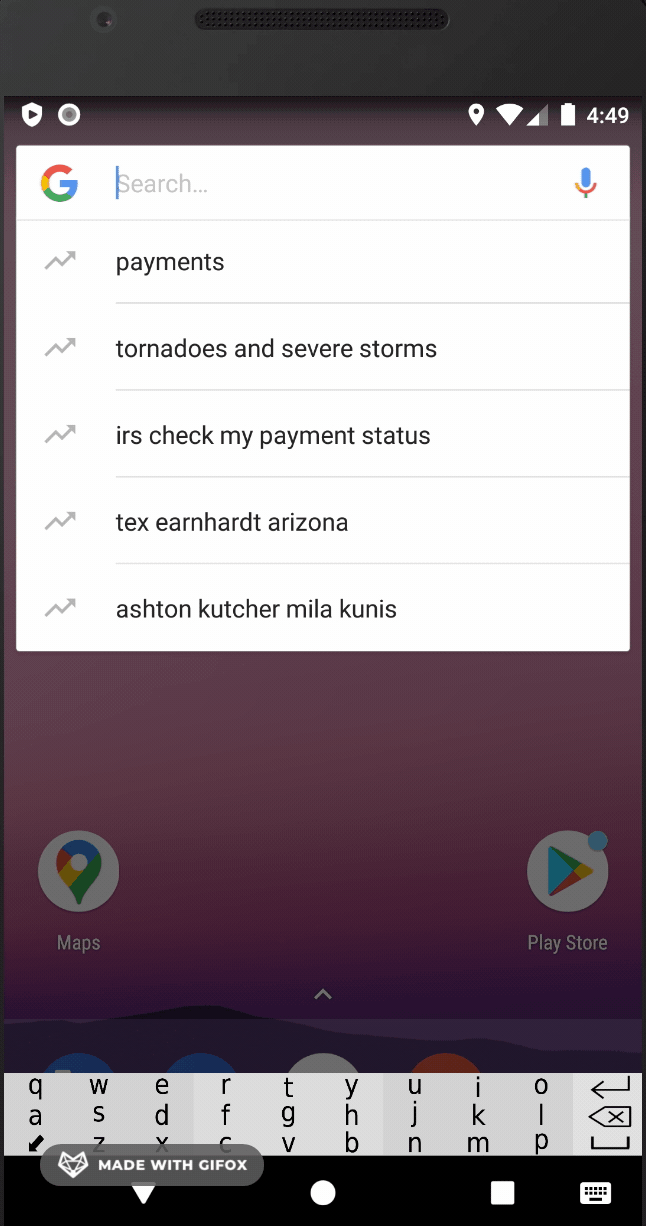 4:49
Search...
payments
tornadoes and severe storms
irs check my payment status
tex earnhardt arizona
ashton kutcher mila kunis
Maps
Play Store
q w e r t y u i o
a s d f g h j k l
z x c v b n m p
MADE WITH GIFOX